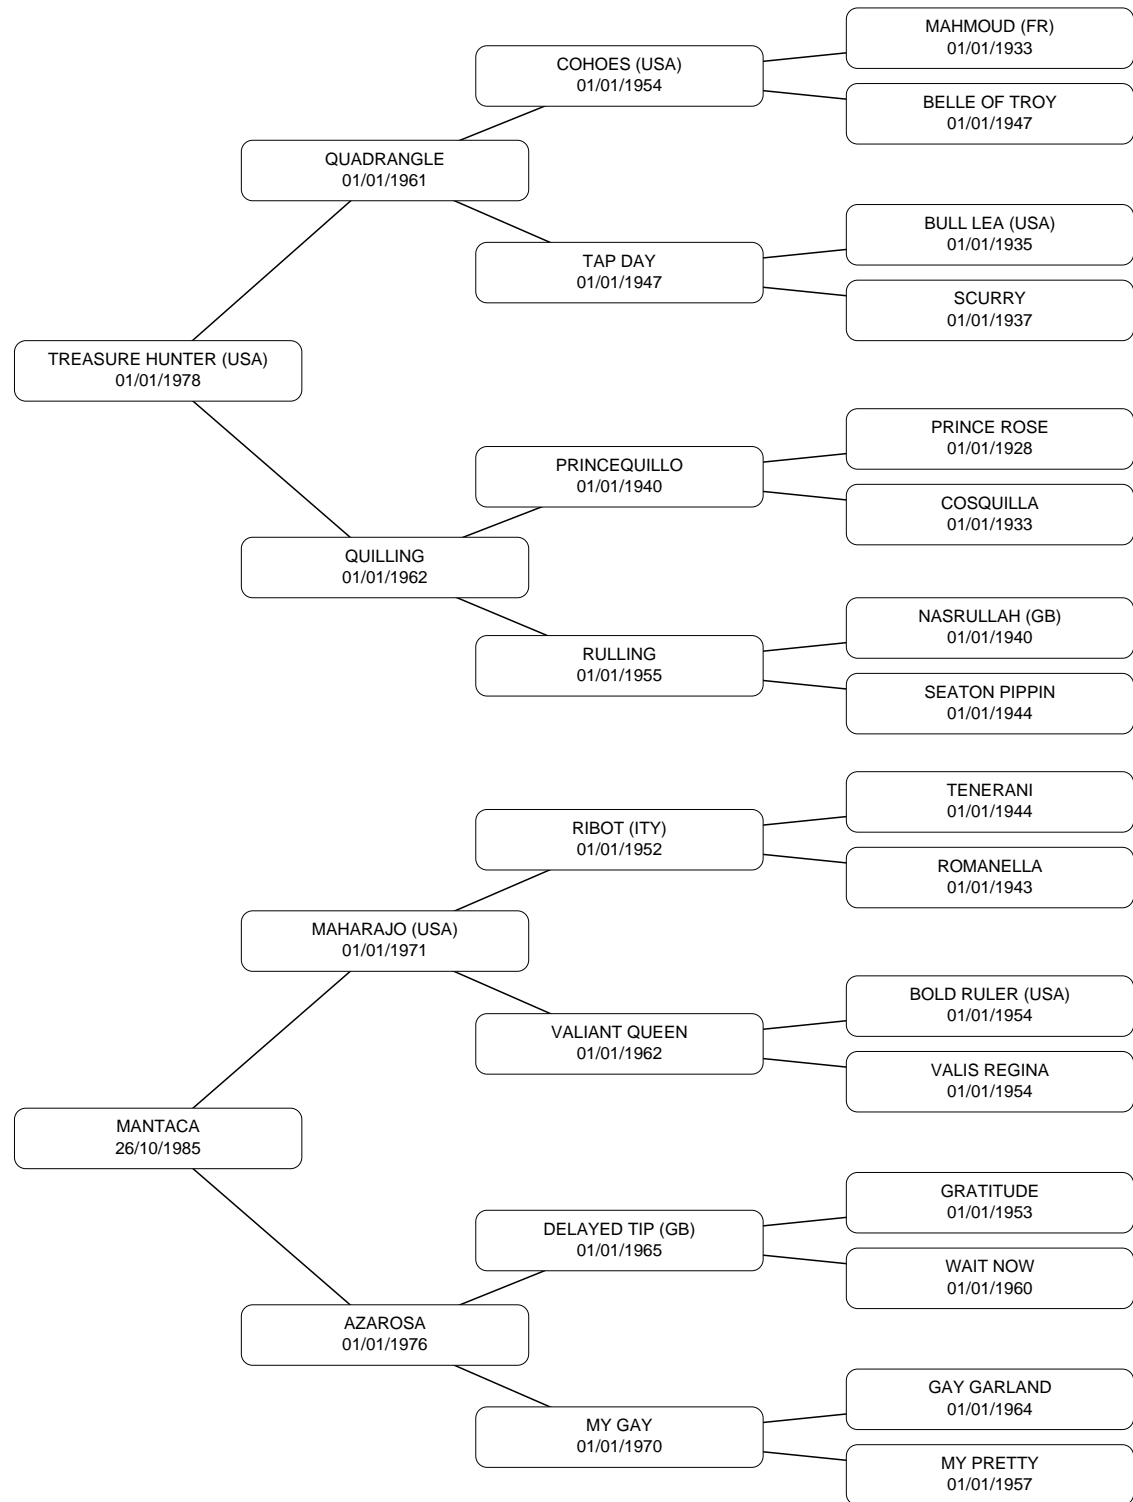 MAHMOUD (FR)
01/01/1933
COHOES (USA)
01/01/1954
BELLE OF TROY
01/01/1947
QUADRANGLE
01/01/1961
BULL LEA (USA)
01/01/1935
TAP DAY
01/01/1947
SCURRY
01/01/1937
TREASURE HUNTER (USA)
01/01/1978
PRINCE ROSE
01/01/1928
PRINCEQUILLO
01/01/1940
COSQUILLA
01/01/1933
QUILLING
01/01/1962
NASRULLAH (GB)
01/01/1940
RULLING
01/01/1955
SEATON PIPPIN
01/01/1944
TENERANI
01/01/1944
RIBOT (ITY)
01/01/1952
ROMANELLA
01/01/1943
MAHARAJO (USA)
01/01/1971
BOLD RULER (USA)
01/01/1954
VALIANT QUEEN
01/01/1962
VALIS REGINA
01/01/1954
MANTACA
26/10/1985
GRATITUDE
01/01/1953
DELAYED TIP (GB)
01/01/1965
WAIT NOW
01/01/1960
AZAROSA
01/01/1976
GAY GARLAND
01/01/1964
MY GAY
01/01/1970
MY PRETTY
01/01/1957